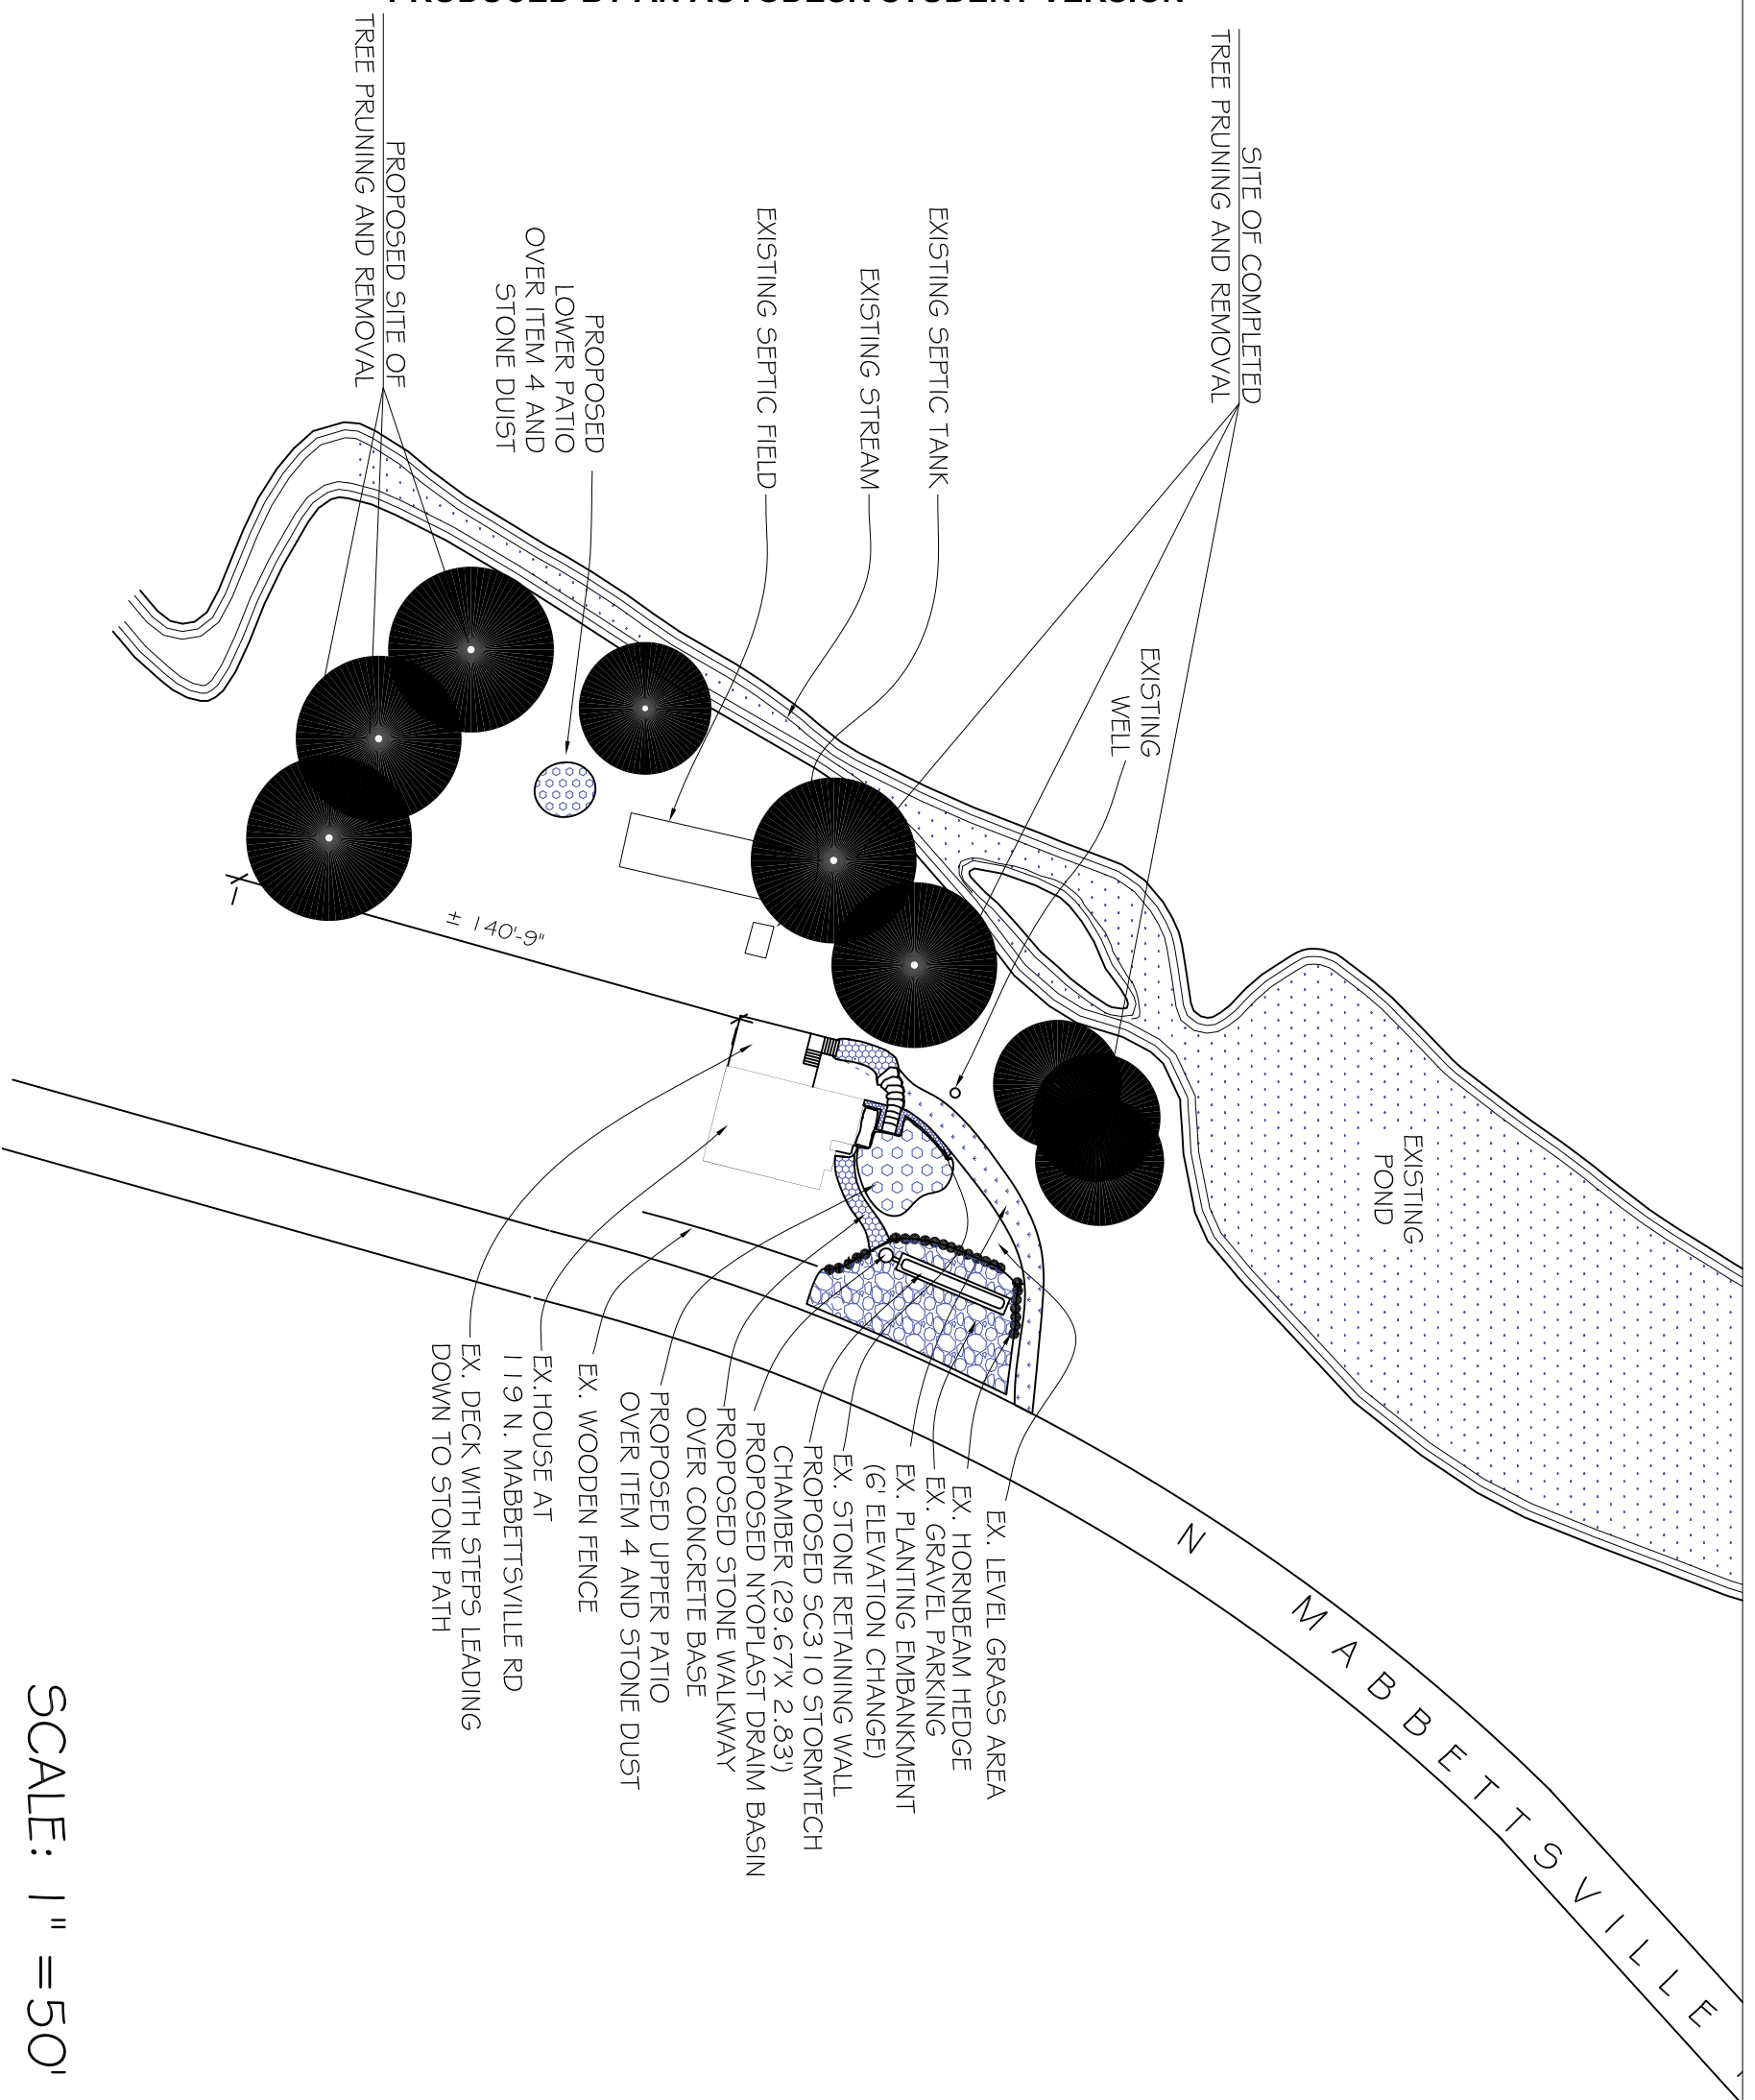 PRODUCED BY AN AUTODESK STUDENT VERSION
SITE OF COMPLETED
TREE PRUNING AND REMOVAL
EXISTING
POND
EXISTING
WELL
EXISTING SEPTIC TANK
EXISTING STREAM
EXISTING SEPTIC FIELD
PROPOSED
LOWER PATIO
OVER ITEM 4 AND
STONE DUIST
PROPOSED SITE OF
TREE PRUNING AND REMOVAL
± 140'-9"
N MABBETTSVILLE
EX. LEVEL GRASS AREA
EX. HORNBEAM HEDGE
EX. GRAVEL PARKING
EX. PLANTING EMBANKMENT
(6' ELEVATION CHANGE)
EX. STONE RETAINING WALL
PROPOSED SC310 STORMTECH
CHAMBER (29.67'X 2.83')
PROPOSED NYOPLAST DRAIM BASIN
PROPOSED STONE WALKWAY
OVER CONCRETE BASE
PROPOSED UPPER PATIO
OVER ITEM 4 AND STONE DUST
EX. WOODEN FENCE
EX.HOUSE AT
119 N. MABBETTSVILLE RD
EX. DECK WITH STEPS LEADING
DOWN TO STONE PATH
SCALE: 1" =50'